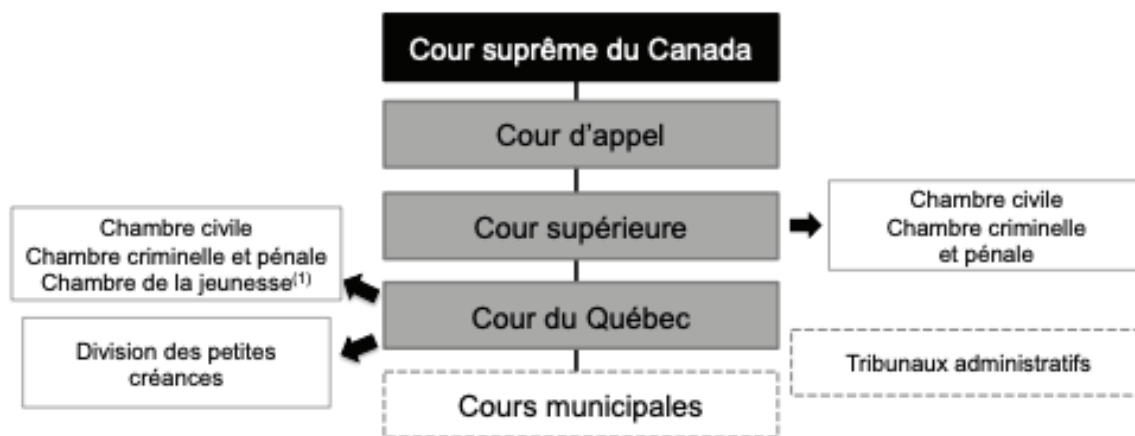 Cour suprême du Canada
Cour d'appel
Cour supérieure
Chambre civile
Chambre criminelle
et pénale
Chambre civile
Chambre criminelle et pénale
Chambre de la jeunesse(1)
Cour du Québec
Division des petites
créances
Tribunaux administratifs
Cours municipales